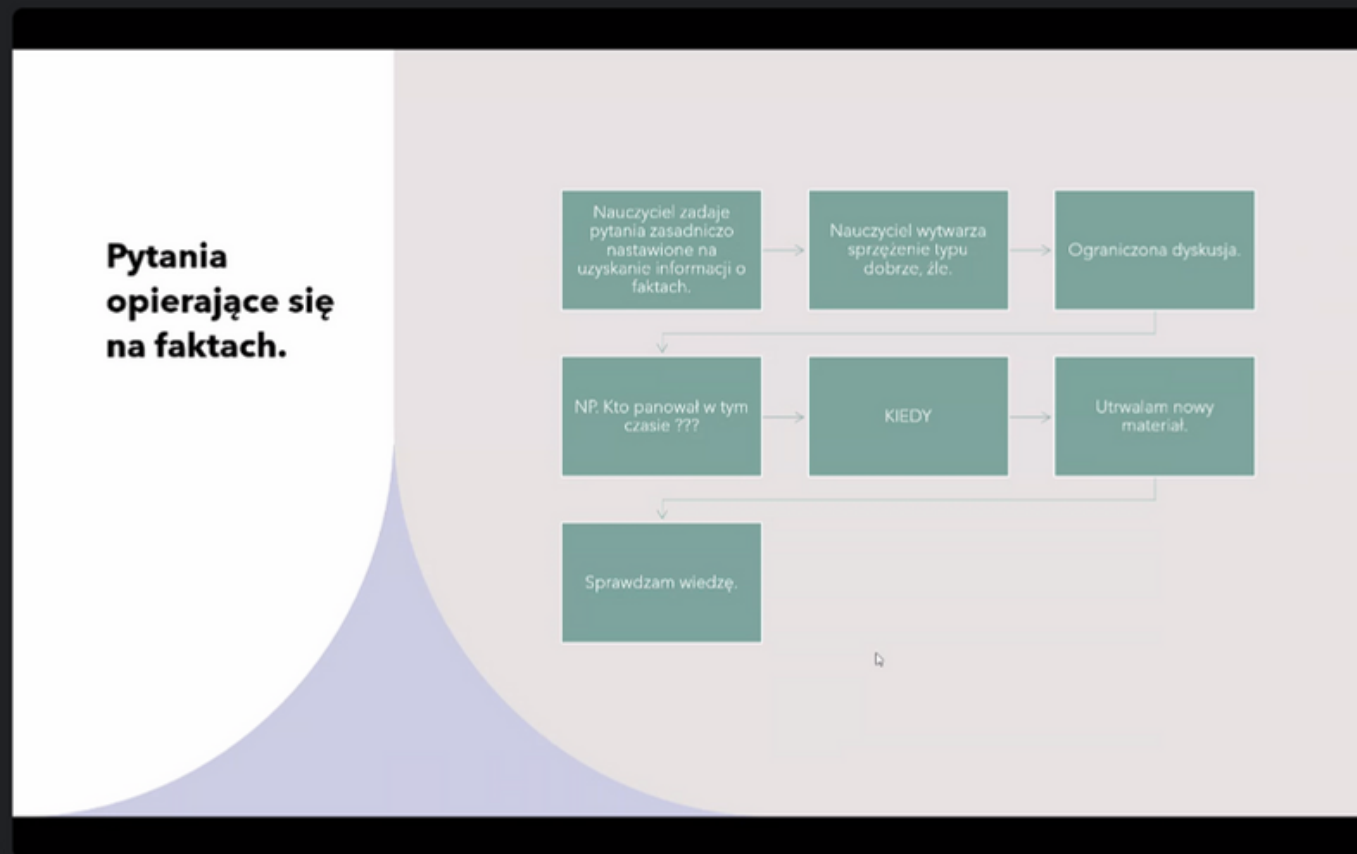 Pytania
opierające się
na faktach.
Nauczyciel zadaje
pytania zasadniczo
nastawione na
uzyskanie informacji o
faktach.
Nauczyciel wytwarza
sprzężenie typu
dobrze, źle.
Ograniczona dyskusja.
NP. Kto panował w tym
czasie ???
KIEDY
Utrwalam nowy
materiał.
Sprawdzam wiedzę.